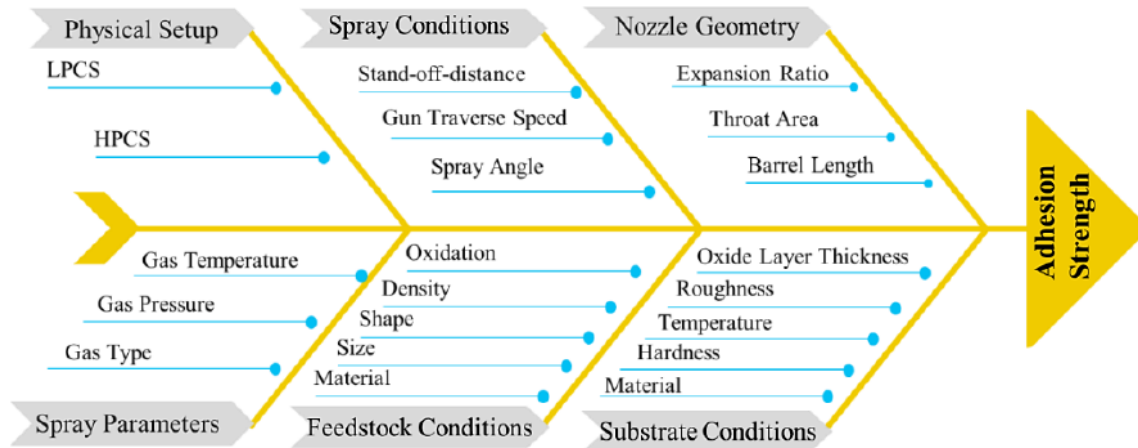 Physical Setup
LPCS
HPCS
Spray Conditions
Stand-off-distance
Gun Traverse Speed
Spray Angle
Nozzle Geometry
Expansion Ratio
Throat Area
Barrel Length
Gas Temperature
Gas Pressure
Gas Type
Spray Parameters
Oxidation
Density
Shape
Size
Material
Feedstock Conditions
Oxide Layer Thickness
Roughness
Temperature
Hardness
Material
Substrate Conditions
Adhesion
Strength